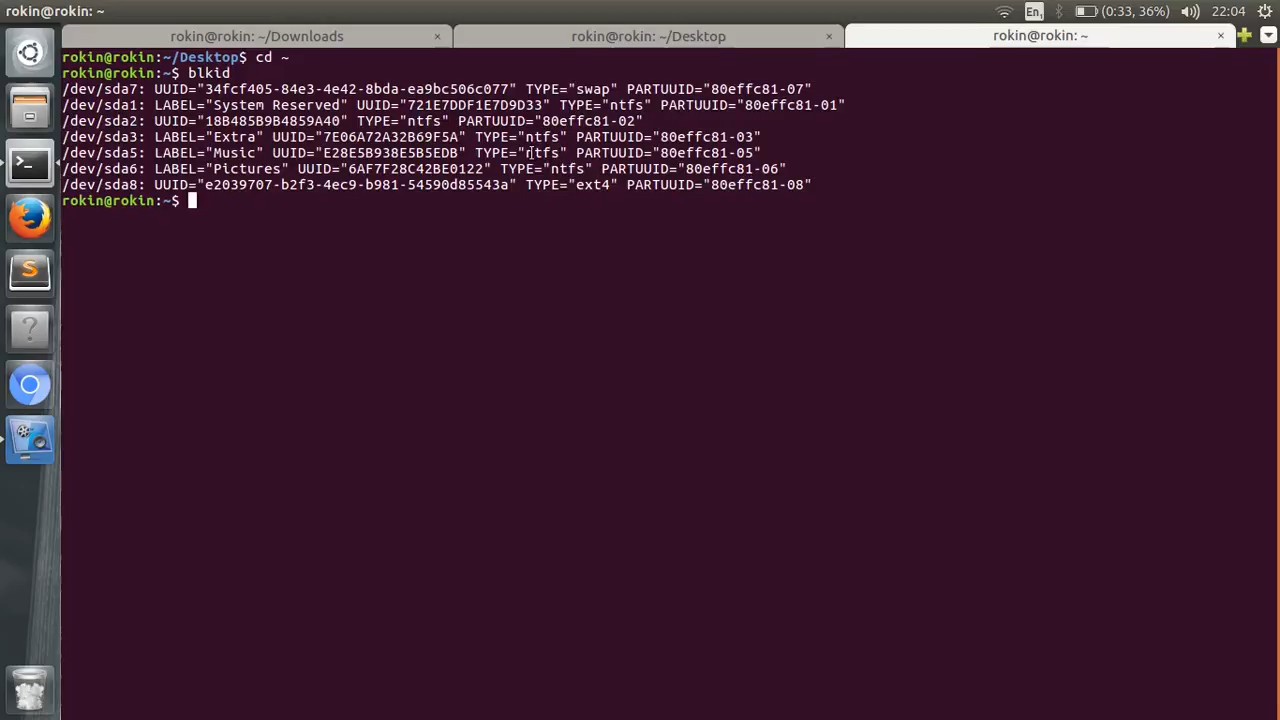 rokin@rokin: ~
En1 (0:33, 36%) 22:04
rokin@rokin: ~/Downloads × rokin@rokin: ~/Desktop × rokin@rokin: ~ ×
rokin@rokin:~/Desktop$ cd ~
rokin@rokin:~$ blkid
/dev/sda7: UUID="34fcf405-84e3-4e42-8bda-ea9bc506c077" TYPE="swap" PARTUUID="80effc81-07"
/dev/sda1: LABEL="System Reserved" UUID="721E7DDF1E7D9D33" TYPE="ntfs" PARTUUID="80effc81-01"
/dev/sda2: UUID="18B485B9B4859A40" TYPE="ntfs" PARTUUID="80effc81-02"
/dev/sda3: LABEL="Extra" UUID="7E06A72A32B69F5A" TYPE="ntfs" PARTUUID="80effc81-03"
/dev/sda5: LABEL="Music" UUID="E28E5B938E5B5EDB" TYPE="ntfs" PARTUUID="80effc81-05"
/dev/sda6: LABEL="Pictures" UUID="6AF7F28C42BE0122" TYPE="ntfs" PARTUUID="80effc81-06"
/dev/sda8: UUID="e2039707-b2f3-4ec9-b981-54590d85543a" TYPE="ext4" PARTUUID="80effc81-08"
rokin@rokin:~$